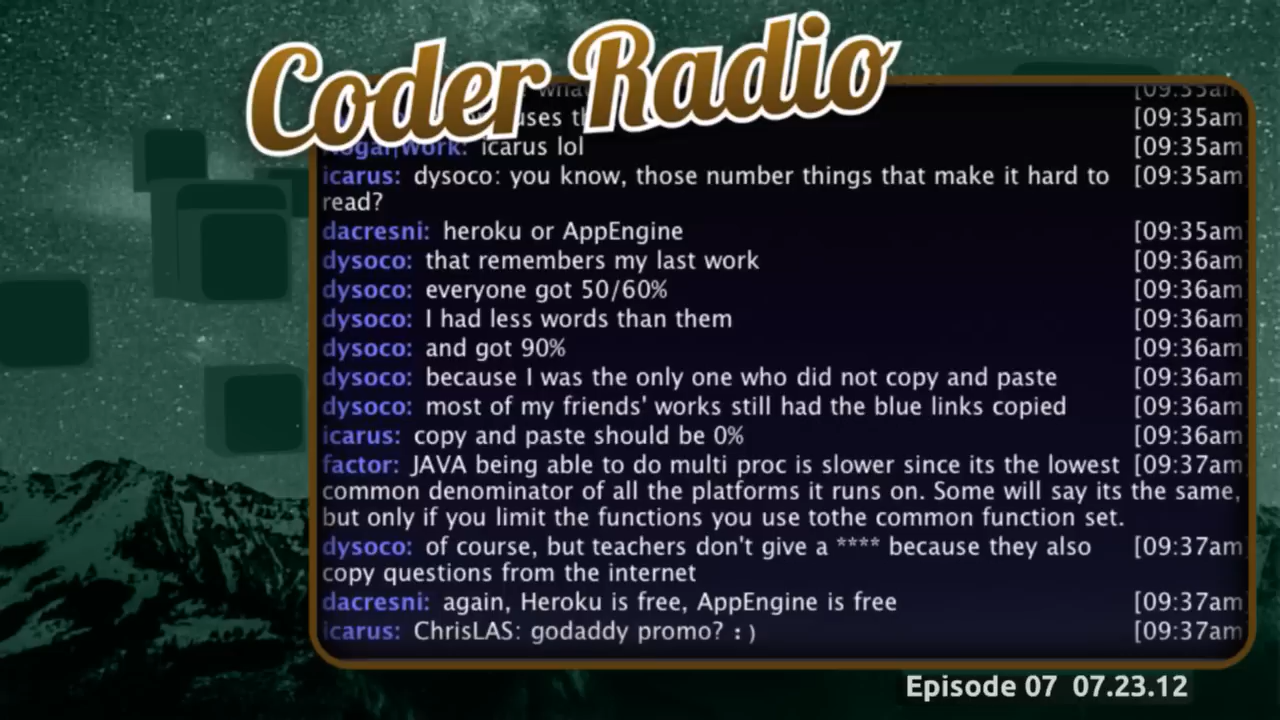 Coder Radio
[09:35am
uses th
[09:35am
icarus lol [09:35am
icarus: dysoco: you know, those number things that make it hard to [09:35am
read?
dacresni: heroku or AppEngine [09:35am
dysoco: that remembers my last work [09:36am
dysoco: everyone got 50/60% [09:36am
dysoco: I had less words than them [09:36am
dysoco: and got 90% [09:36am
dysoco: because I was the only one who did not copy and paste [09:36am
dysoco: most of my friends' works still had the blue links copied [09:36am
icarus: copy and paste should be 0% [09:36am
factor: JAVA being able to do multi proc is slower since its the lowest [09:37am
common denominator of all the platforms it runs on. Some will say its the same,
but only if you limit the functions you use tothe common function set.
dysoco: of course, but teachers don't give a **** because they also [09:37am
copy questions from the internet
dacresni: again, Heroku is free, AppEngine is free [09:37am
icarus: ChrisLAS: godaddy promo? :) [09:37am
Episode 07 07.23.12